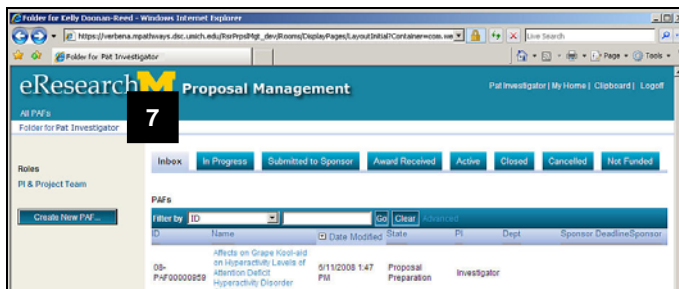 Folder for Kelly Doonan-Reed - Windows Internet Explorer
https://verbena.mpathways.dsc.umich.edu/RsrPrpslMgt_dev/Rooms/DisplayPages/LayoutInitial?Container=com.we
Live Search
Folder for Pat Investigator
Page Tools
eResearch M Proposal Management
Pat Investigator | My Home | Clipboard | Logoff
All PAFs
Folder for Pat Investigator
7
Roles
PI & Project Team
Create New PAF...
Inbox In Progress Submitted to Sponsor Award Received Active Closed Cancelled Not Funded
PAFs
Filter by ID Go Clear Advanced
ID Name Date Modified State PI Dept Sponsor Deadline Sponsor
08-PAF00000959 Affects on Grape Kool-aid on Hyperactivity Levels of Attention Deficit Hyperactivity Disorder 6/11/2008 1:47 PM Proposal Preparation Investigator